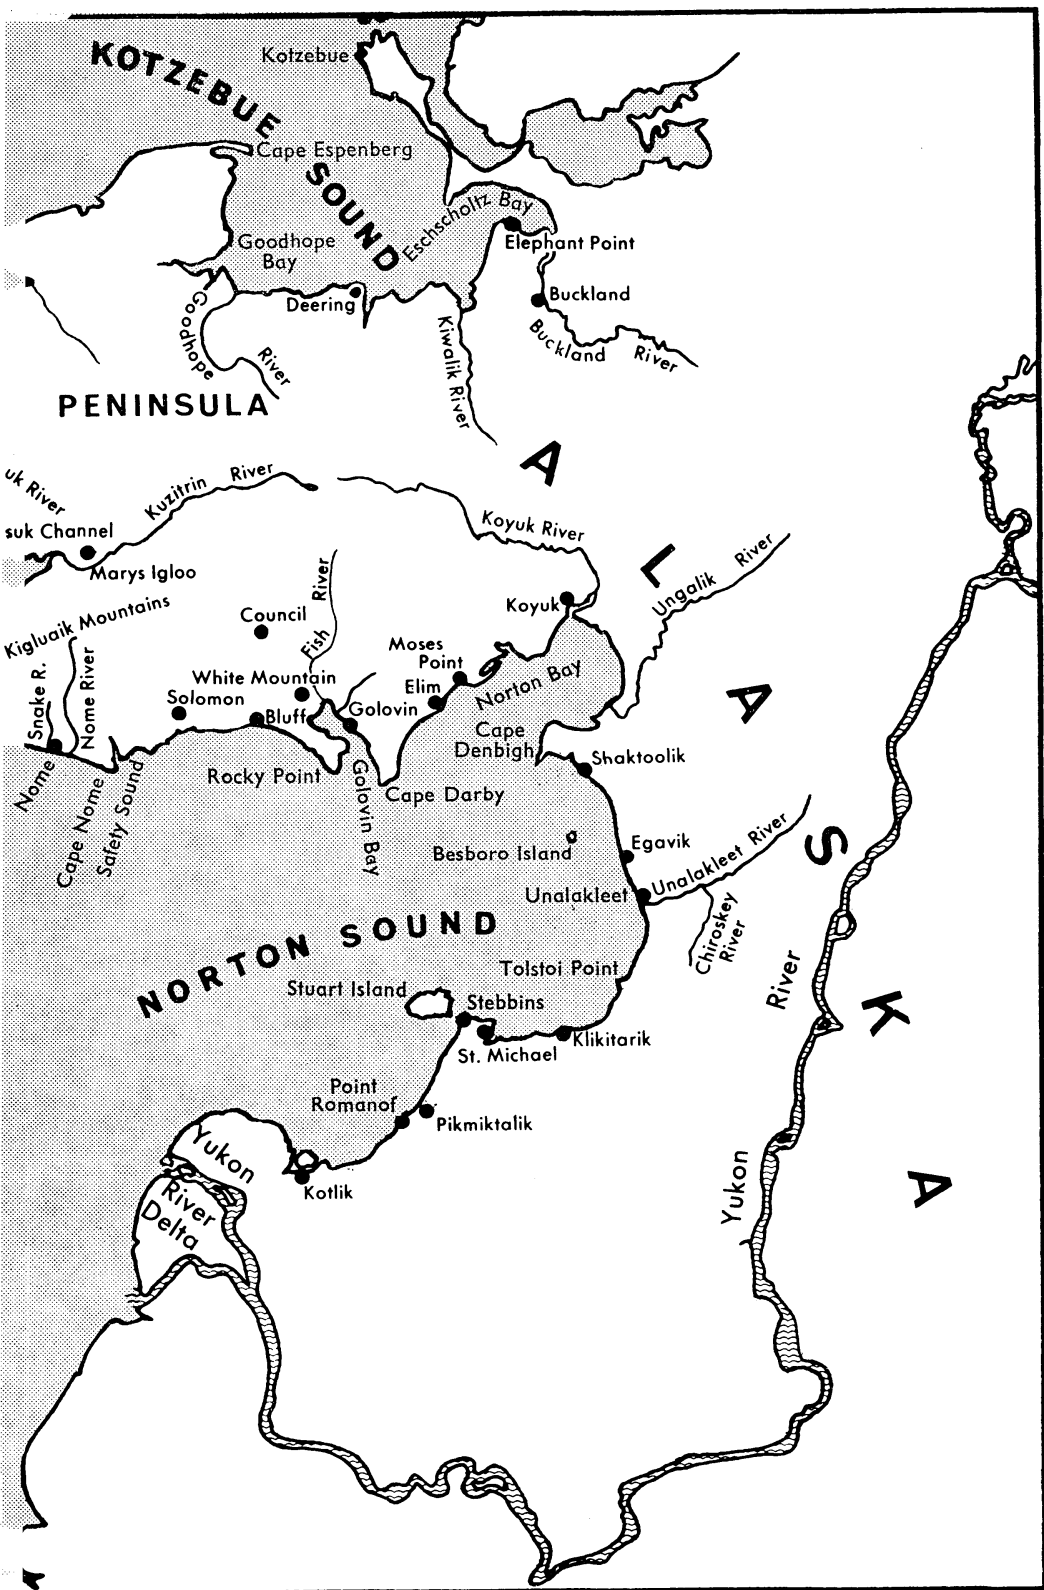 Kotzebue
KOTZEBUE
SOUND
Cape Espenberg
Eschscholtz Bay
Elephant Point
Goodhope
Bay
Deering
Buckland
Buckland River
Goodhope
River
Kiwalik River
PENINSULA
ALASKA
uk River
Kuzitrin River
suk Channel
Marys Igloo
Koyuk River
Ungalik River
Kigluaik Mountains
Council
Fish River
Koyuk
Moses
Point
Norton Bay
White Mountain
Elim
Solomon
Bluff
Golovin
Snake R.
Nome River
Cape
Denbigh
Shaktoolik
Nome
Cape Nome
Safety Sound
Rocky Point
Golovin Bay
Cape Darby
Besboro Island
Egavik
Unalakleet
Unalakleet River
Chiroskey
River
NORTON SOUND
Tolstoi Point
Stuart Island
Stebbins
St. Michael
Klikitarik
Point
Romanof
Pikmiktalik
Yukon
River
Delta
Kotlik
Yukon River